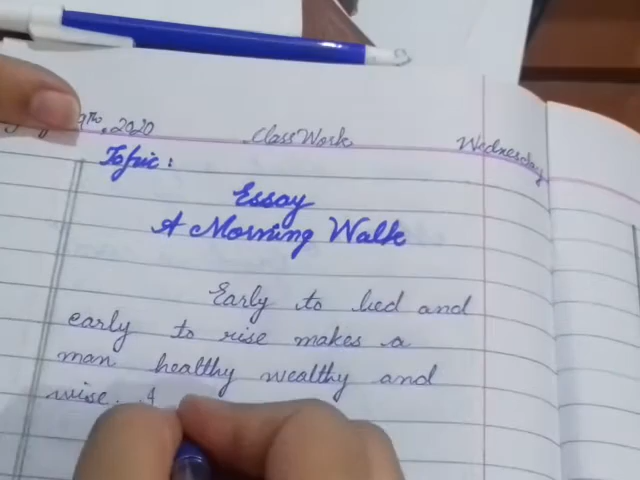 9th, 2020 Class Work Wednesday
Topic:
Essay
A Morning Walk
Early to bed and
early to rise makes a
man healthy wealthy and
wise.